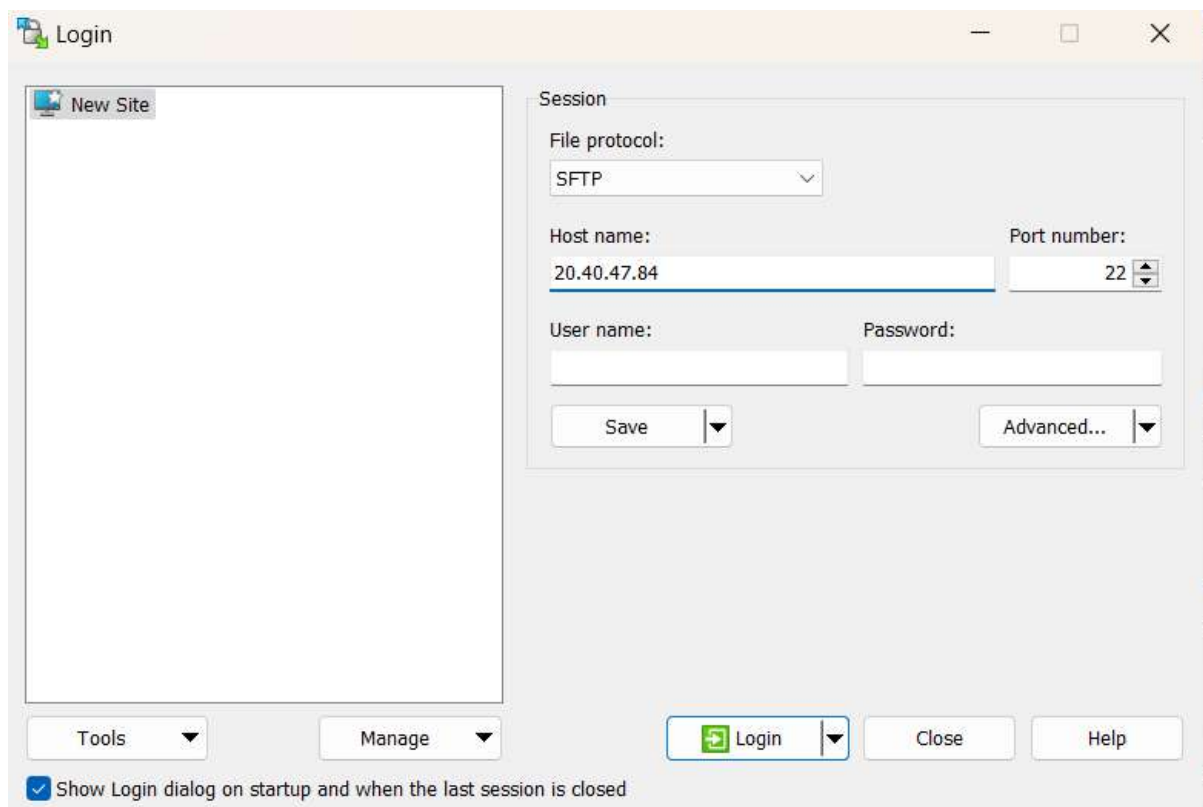 Login
New Site
Session
File protocol:
SFTP
Host name:
Port number:
20.40.47.84
22
User name:
Password:
Save
Advanced...
Tools
Manage
Login
Close
Help
Show Login dialog on startup and when the last session is closed